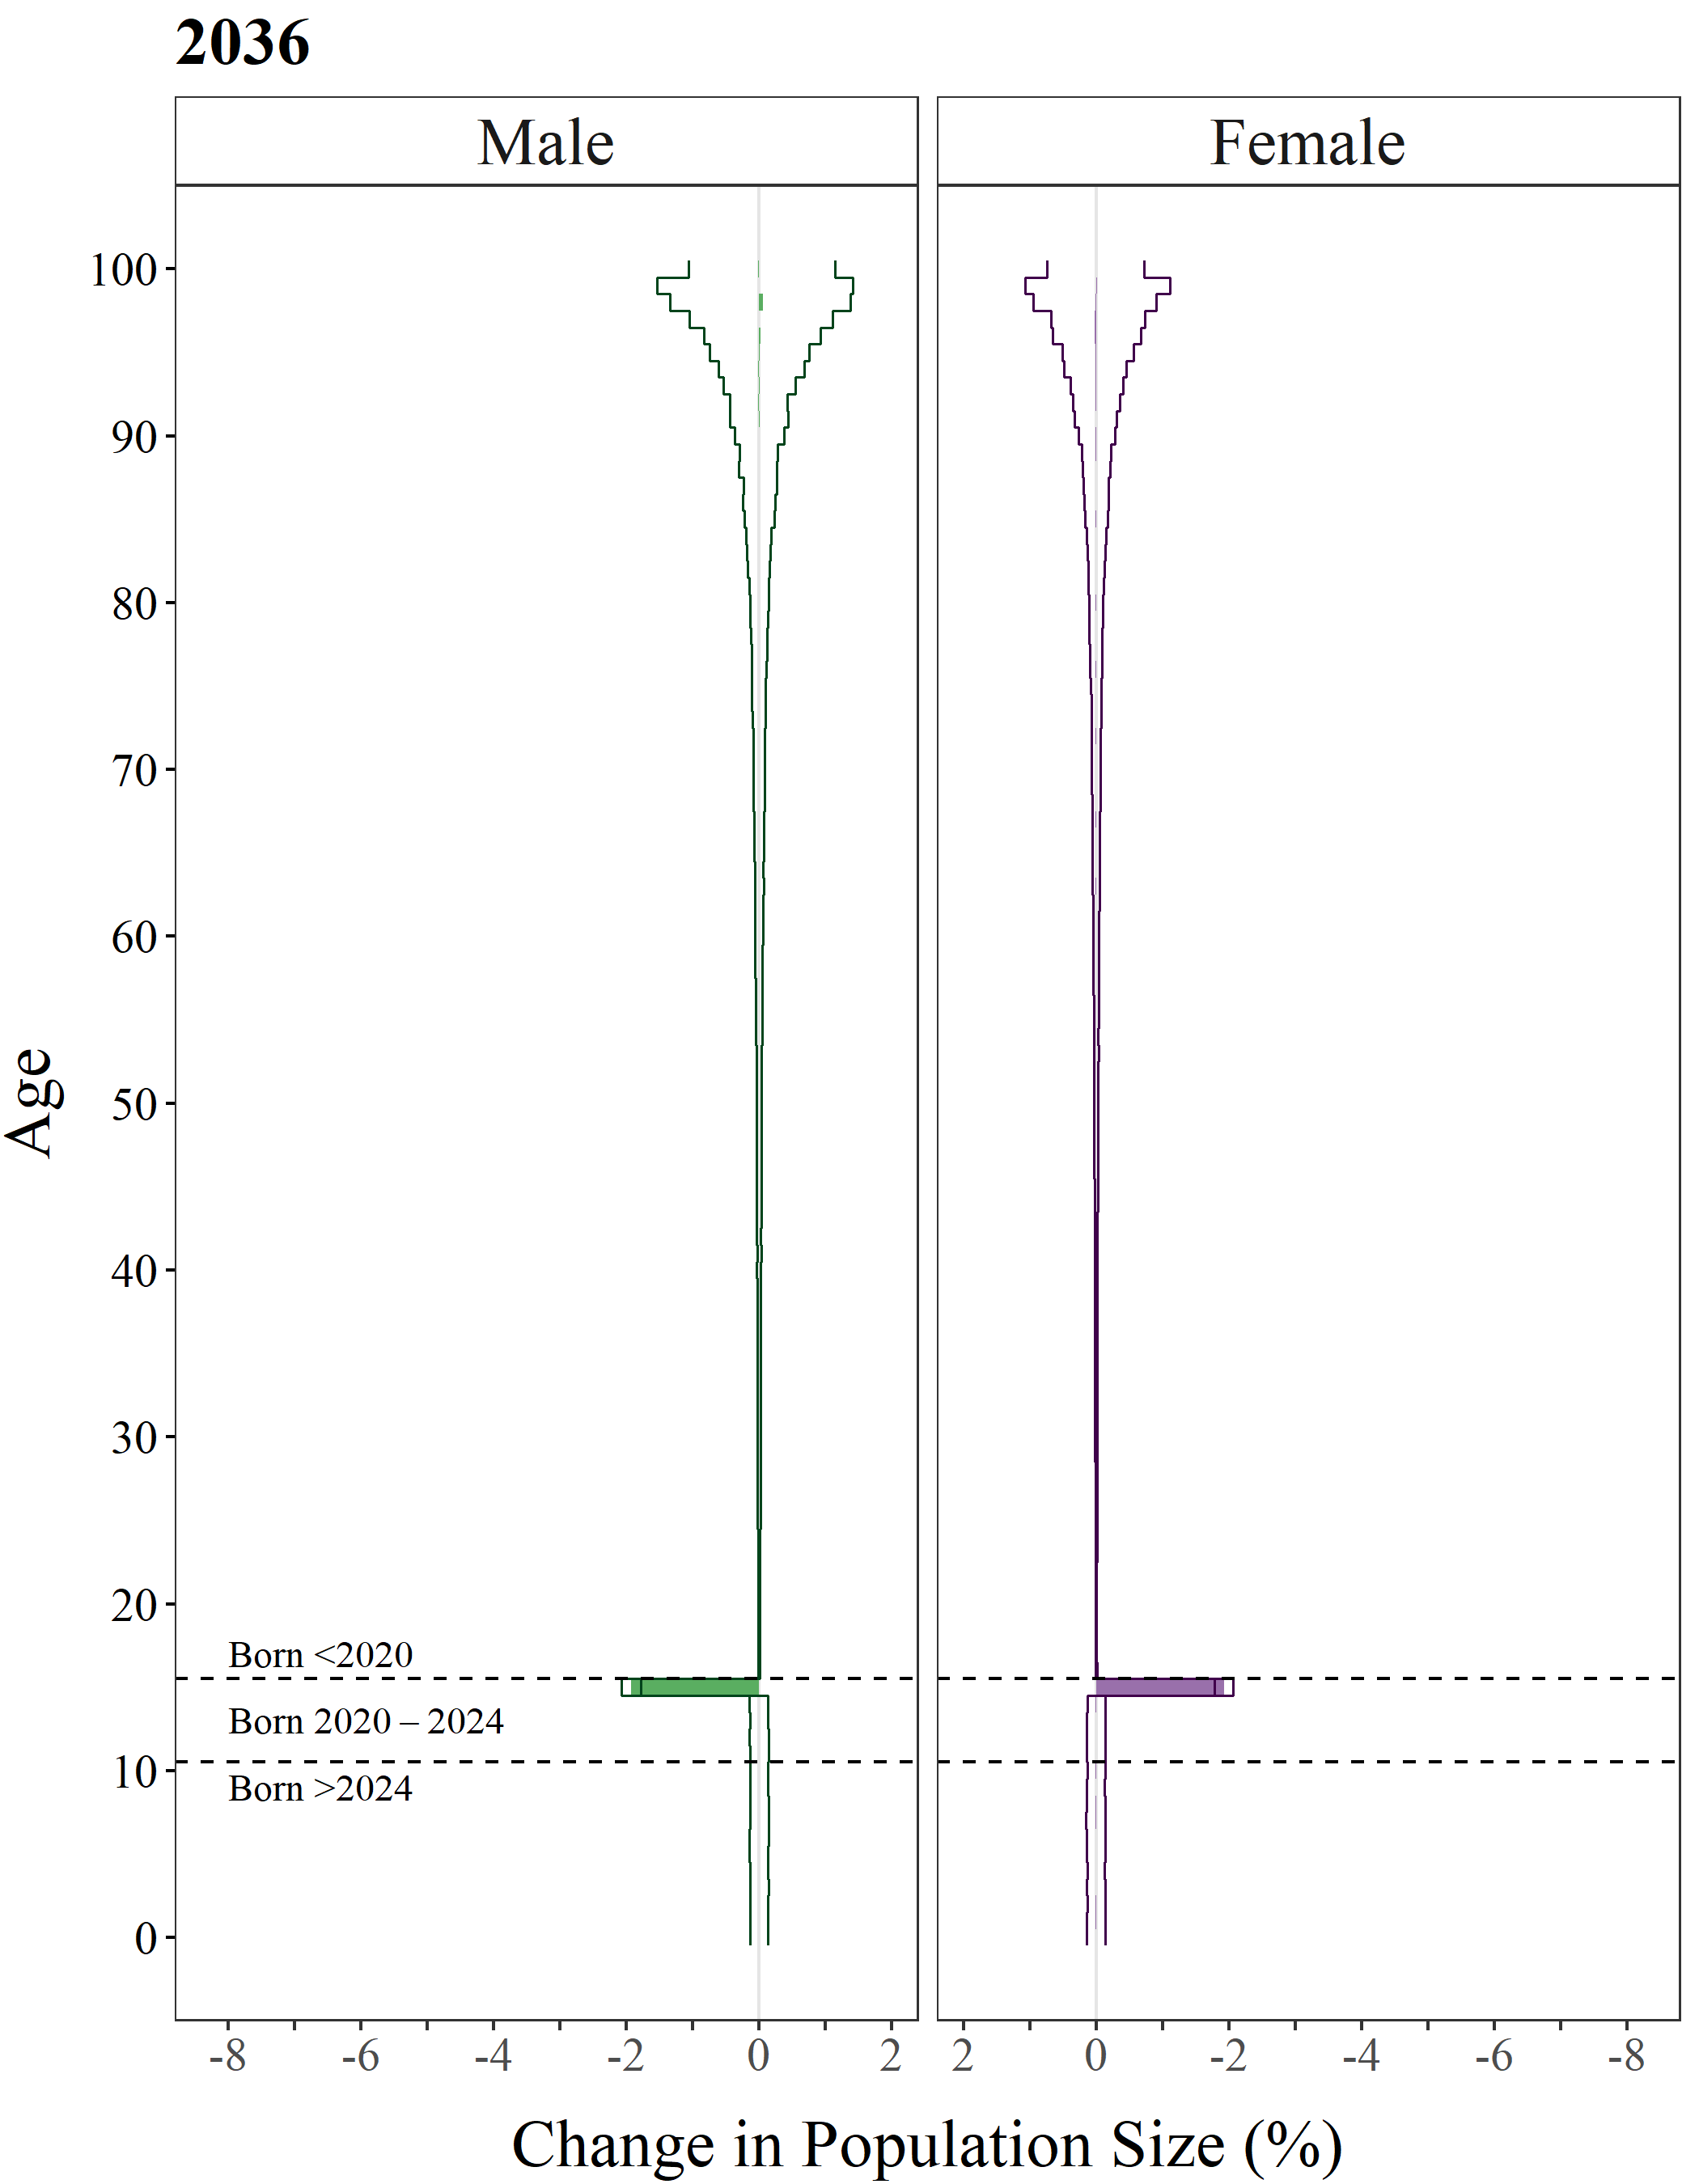 2036
Male
Female
100
90
80
70
60
50
40
30
20
10
0
Age
Born <2020
Born 2020 – 2024
Born >2024
-8 -6 -4 -2 0 2
2 0 -2 -4 -6 -8
Change in Population Size (%)